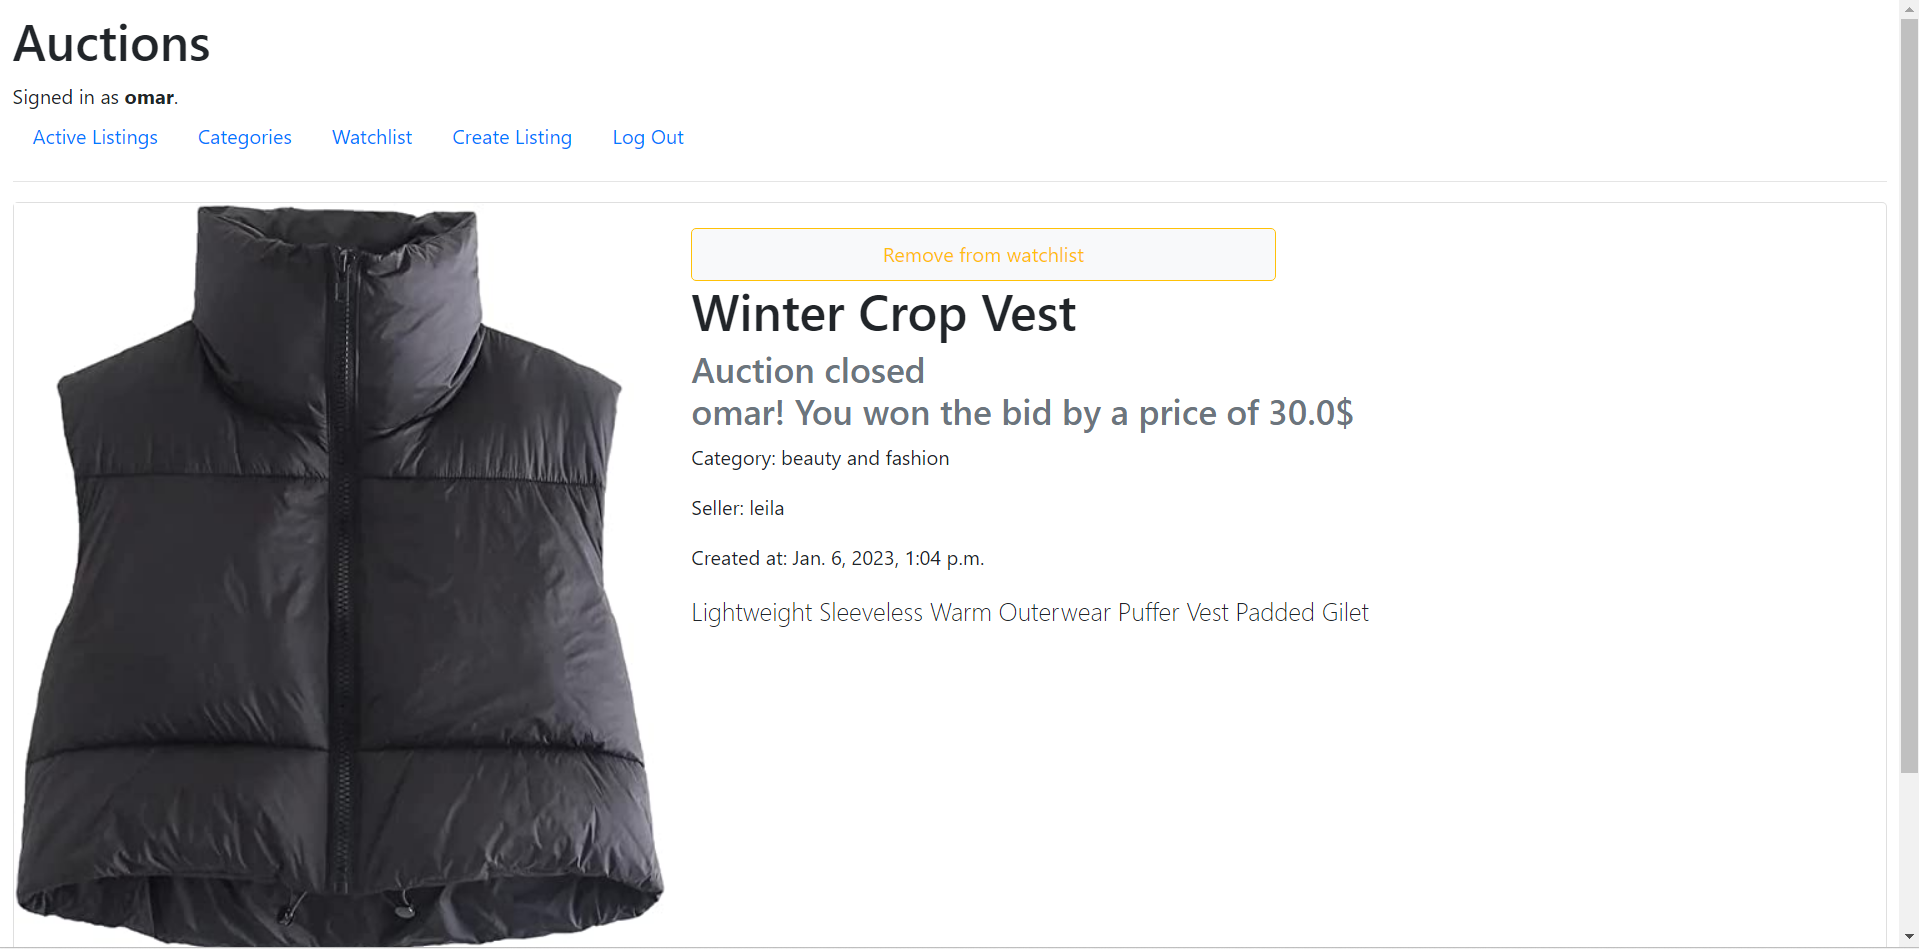 Auctions
Signed in as omar.
Active Listings Categories Watchlist Create Listing Log Out
Remove from watchlist
Winter Crop Vest
Auction closed
omar! You won the bid by a price of 30.0$
Category: beauty and fashion
Seller: leila
Created at: Jan. 6, 2023, 1:04 p.m.
Lightweight Sleeveless Warm Outerwear Puffer Vest Padded Gilet